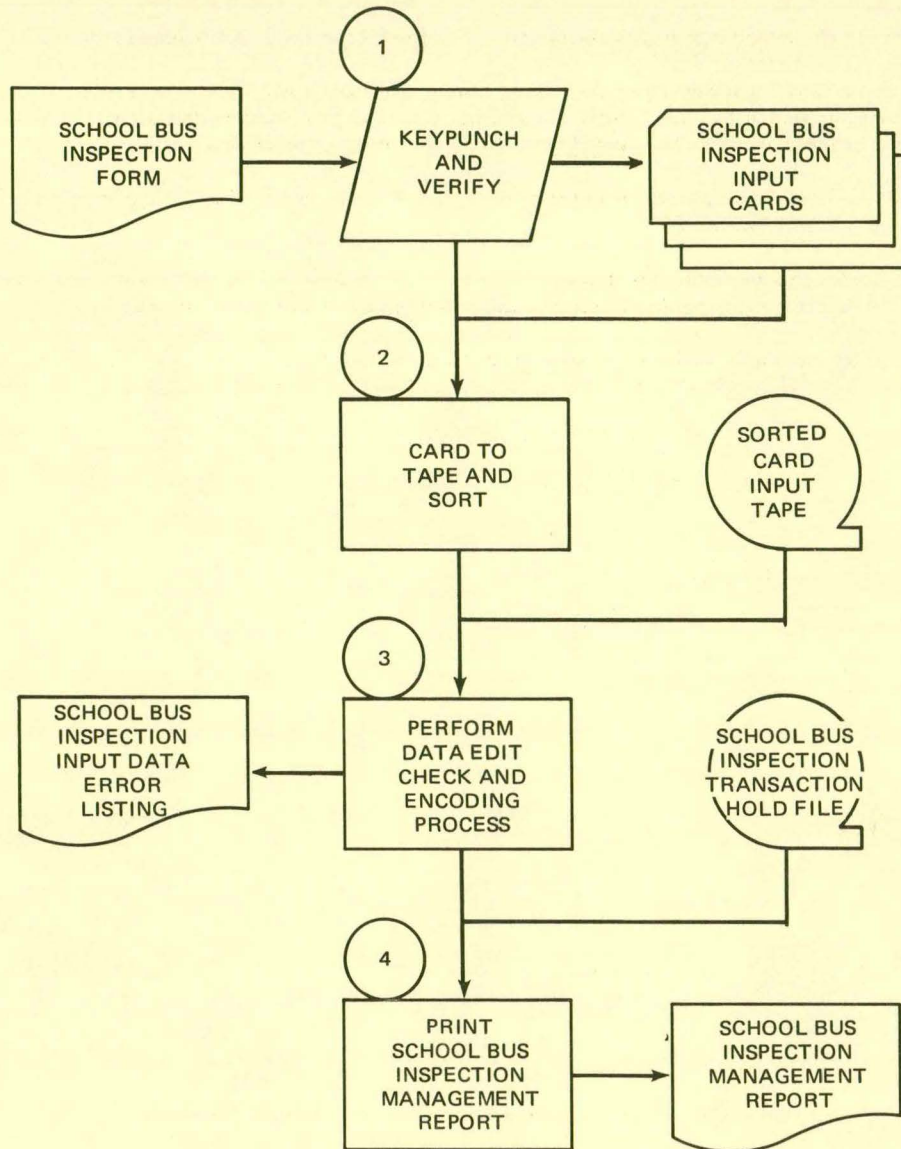 1
SCHOOL BUS
INSPECTION
FORM
KEYPUNCH
AND
VERIFY
SCHOOL BUS
INSPECTION
INPUT
CARDS
2
CARD TO
TAPE AND
SORT
SORTED
CARD
INPUT
TAPE
3
SCHOOL BUS
INSPECTION
INPUT DATA
ERROR
LISTING
PERFORM
DATA EDIT
CHECK AND
ENCODING
PROCESS
SCHOOL BUS
INSPECTION
TRANSACTION
HOLD FILE
4
PRINT
SCHOOL BUS
INSPECTION
MANAGEMENT
REPORT
SCHOOL BUS
INSPECTION
MANAGEMENT
REPORT